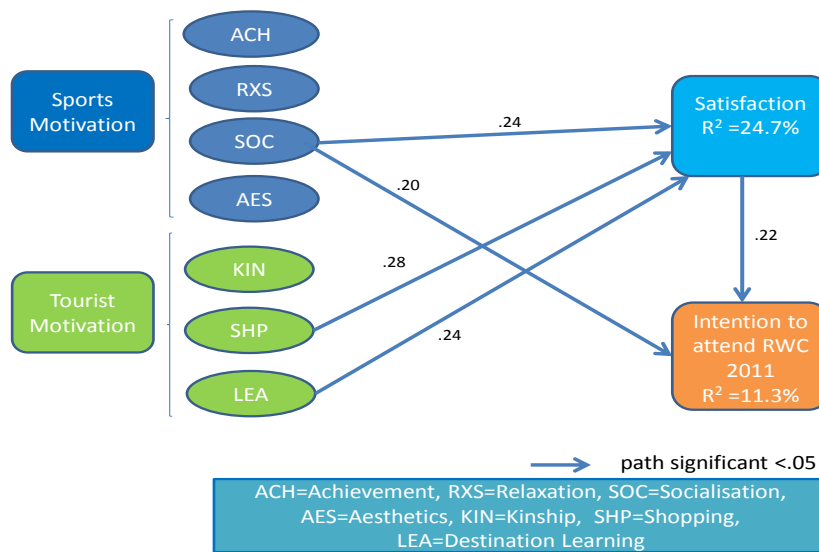 ACH
Sports
Motivation
RXS
SOC
AES
.24
.20
Satisfaction
R² =24.7%
.22
Tourist
Motivation
KIN
SHP
LEA
.28
.24
Intention to
attend RWC
2011
R² =11.3%
path significant <.05
ACH=Achievement, RXS=Relaxation, SOC=Socialisation,
AES=Aesthetics, KIN=Kinship, SHP=Shopping,
LEA=Destination Learning